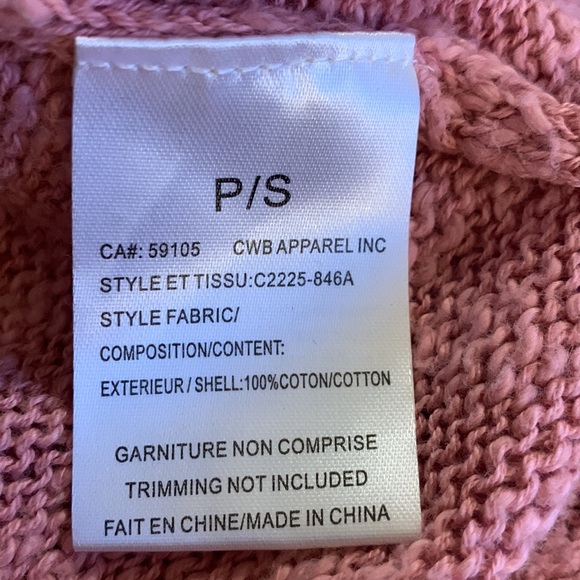 P/S
CA#: 59105 CWB APPAREL INC
STYLE ET TISSU:C2225-846A
STYLE FABRIC/
COMPOSITION/CONTENT:
EXTERIEUR/SHELL:100%COTON/COTTON
GARNITURE NON COMPRISE
TRIMMING NOT INCLUDED
FAIT EN CHINE/MADE IN CHINA